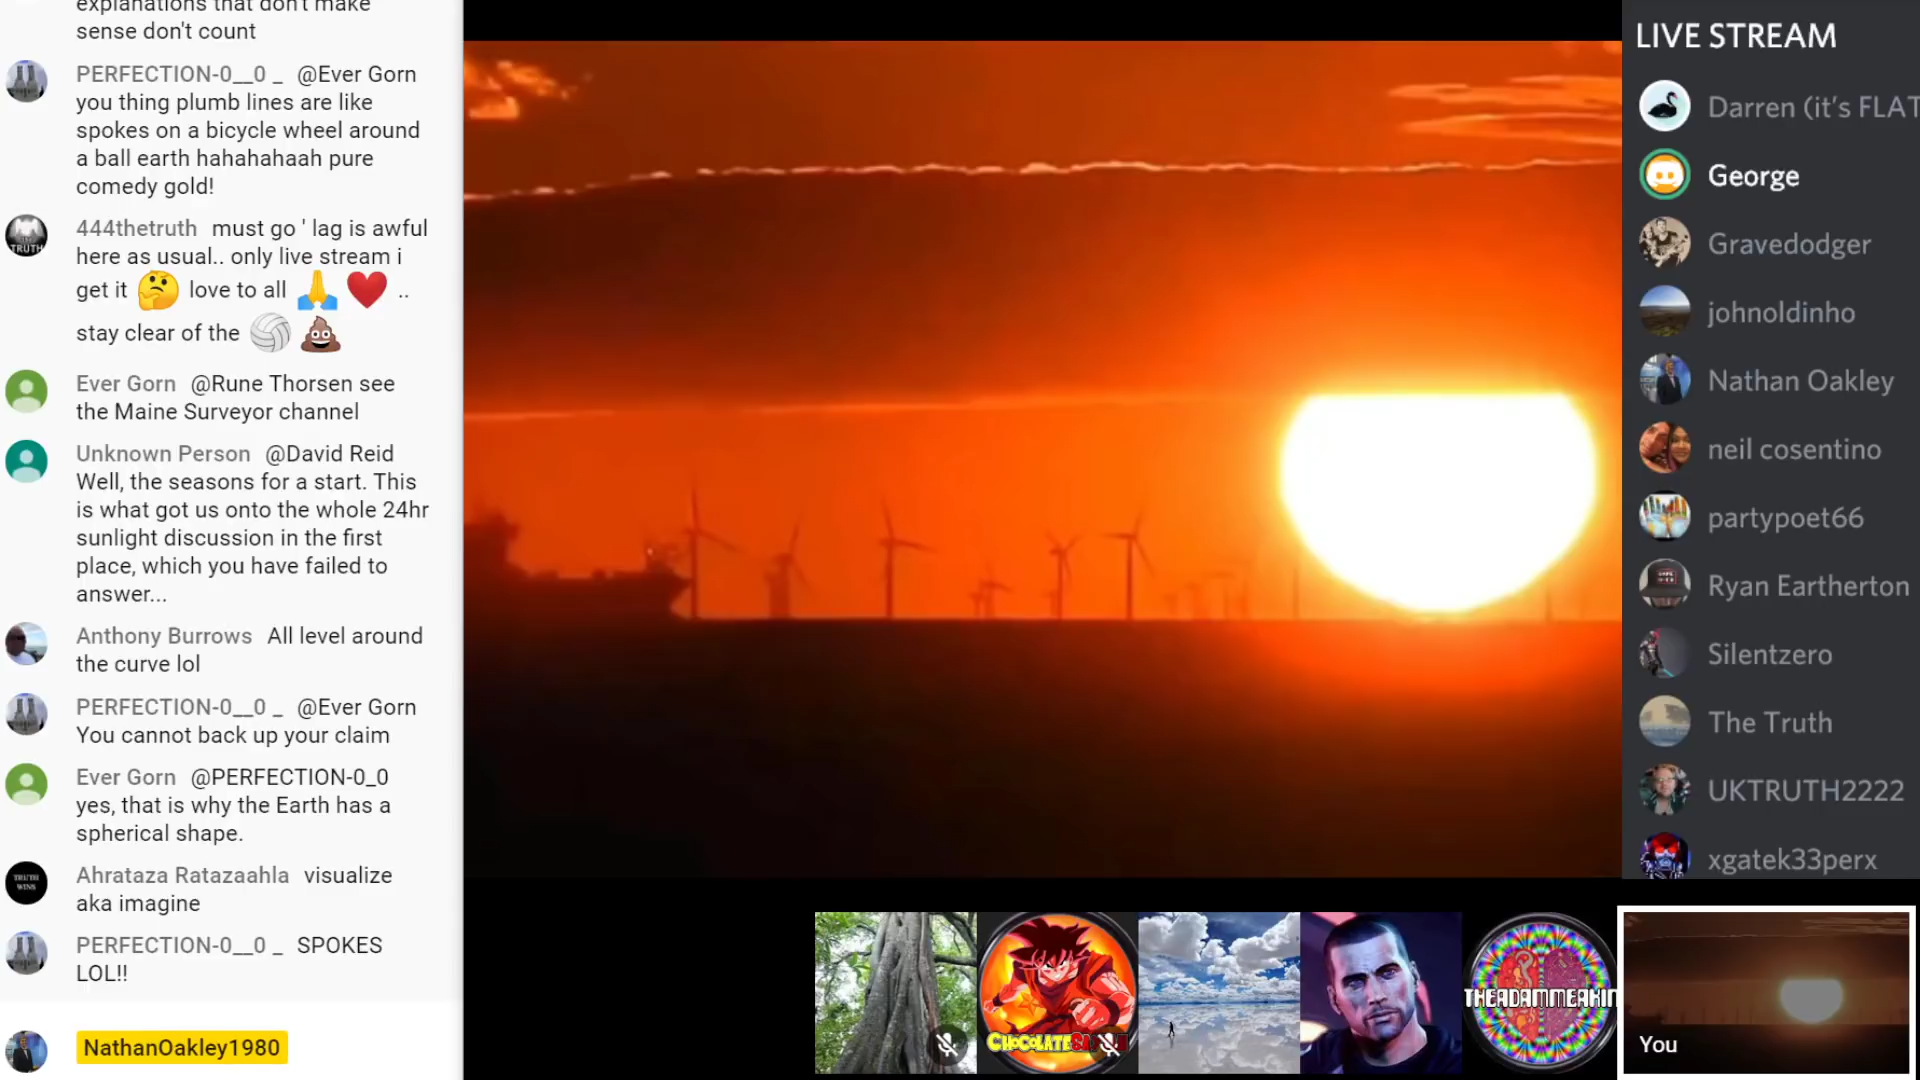 explanations that don't make
sense don't count
PERFECTION-0__0 _ @Ever Gorn
you thing plumb lines are like
spokes on a bicycle wheel around
a ball earth hahahahaah pure
comedy gold!
444thetruth must go ' lag is awful
here as usual.. only live stream i
get it 🤔 love to all 🙏 ❤️ ..
stay clear of the 🏐 💩
Ever Gorn @Rune Thorsen see
the Maine Surveyor channel
Unknown Person @David Reid
Well, the seasons for a start. This
is what got us onto the whole 24hr
sunlight discussion in the first
place, which you have failed to
answer...
Anthony Burrows All level around
the curve lol
PERFECTION-0__0 _ @Ever Gorn
You cannot back up your claim
Ever Gorn @PERFECTION-0_0
yes, that is why the Earth has a
spherical shape.
Ahrataza Ratazaahla visualize
aka imagine
PERFECTION-0__0 _ SPOKES
LOL!!
NathanOakley1980
TRUTH
TRUTH
WINS
LIVE STREAM
Darren (it's FLAT
George
Gravedodger
johnoldinho
Nathan Oakley
neil cosentino
partypoet66
Ryan Eartherton
Silentzero
The Truth
UKTRUTH2222
xgatek33perx
THEADAMMEAKIN
You